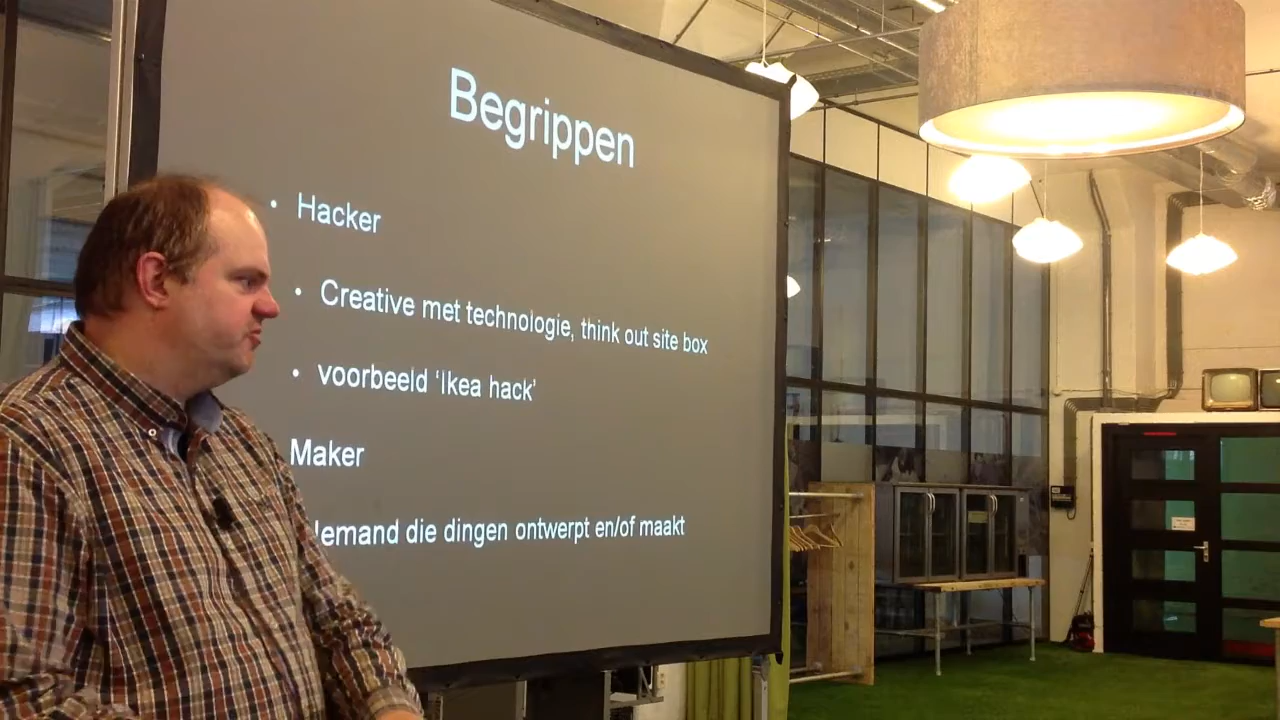 Begrippen
• Hacker
• Creative met technologie, think out site box
• voorbeeld 'Ikea hack'
Maker
Iemand die dingen ontwerpt en/of maakt